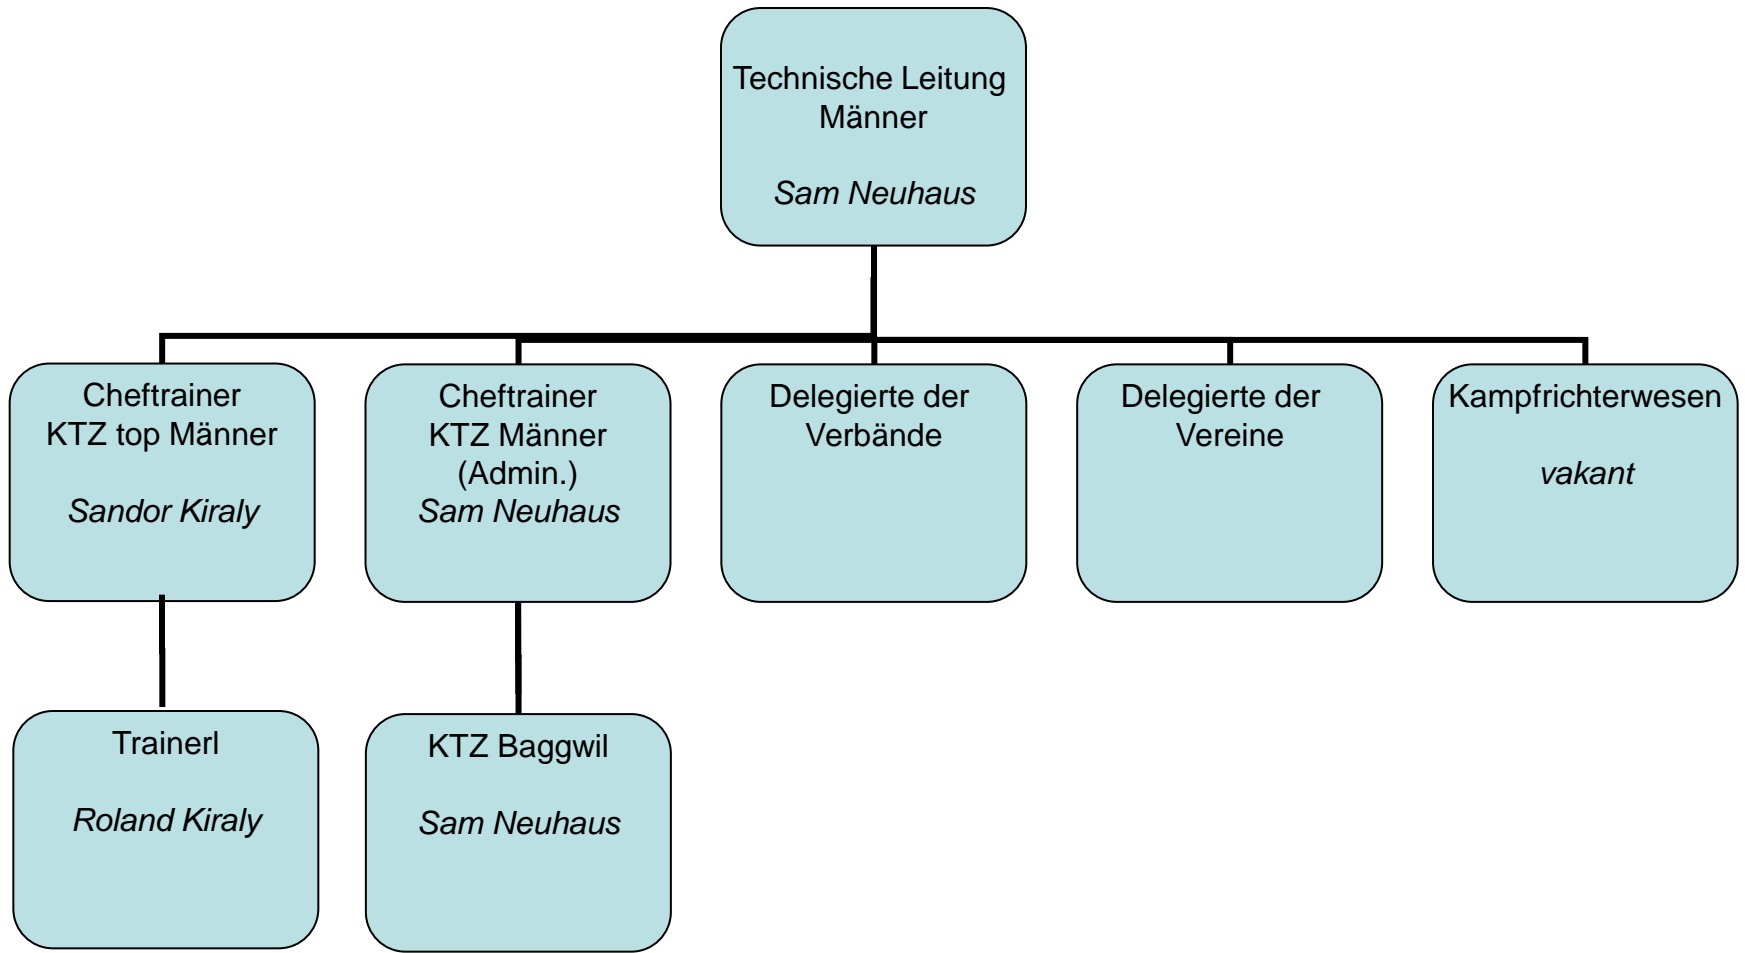 Technische Leitung
Männer
Sam Neuhaus
Cheftrainer
KTZ top Männer
Sandor Kiraly
Cheftrainer
KTZ Männer
(Admin.)
Sam Neuhaus
Delegierte der
Verbände
Delegierte der
Vereine
Kampfrichterwesen
vakant
Trainerl
Roland Kiraly
KTZ Baggwil
Sam Neuhaus